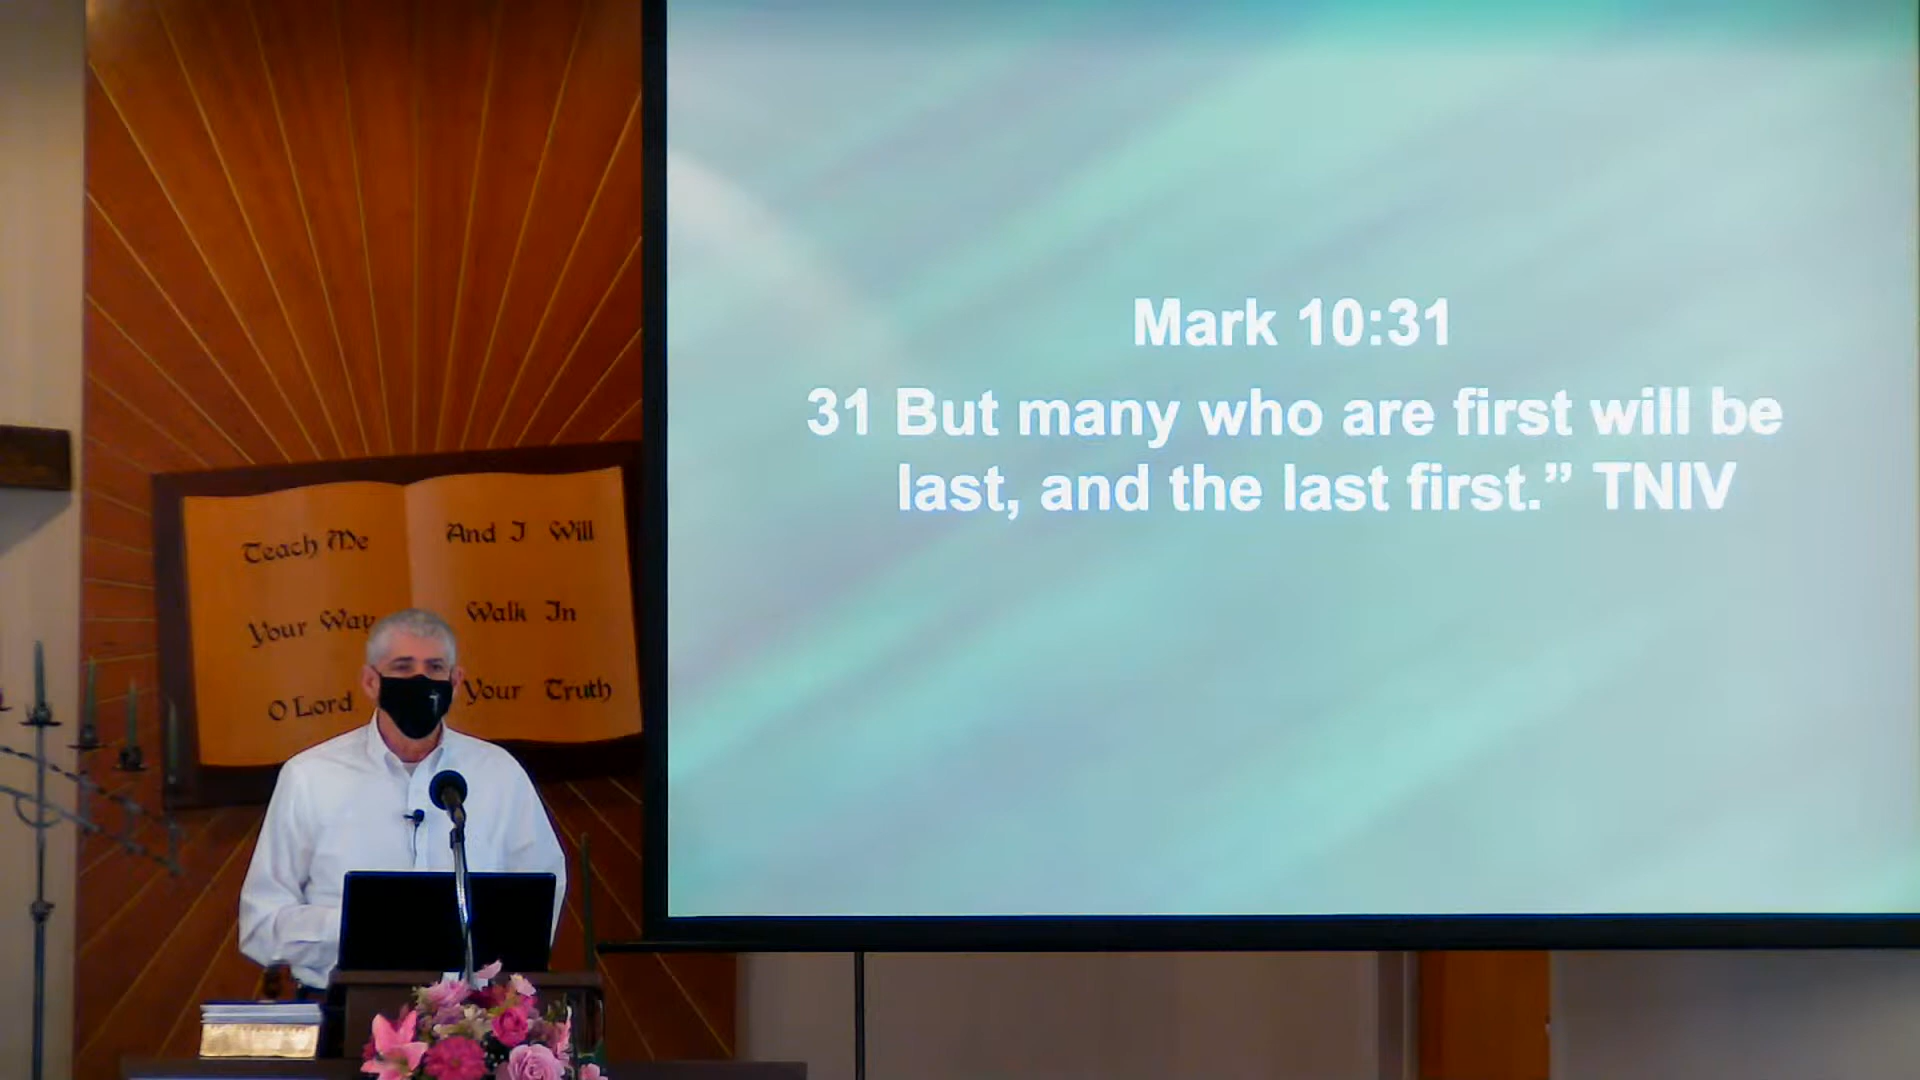 Mark 10:31
31 But many who are first will be
last, and the last first.” TNIV
Teach Me
Your Way
O Lord
And I Will
Walk In
Your Truth